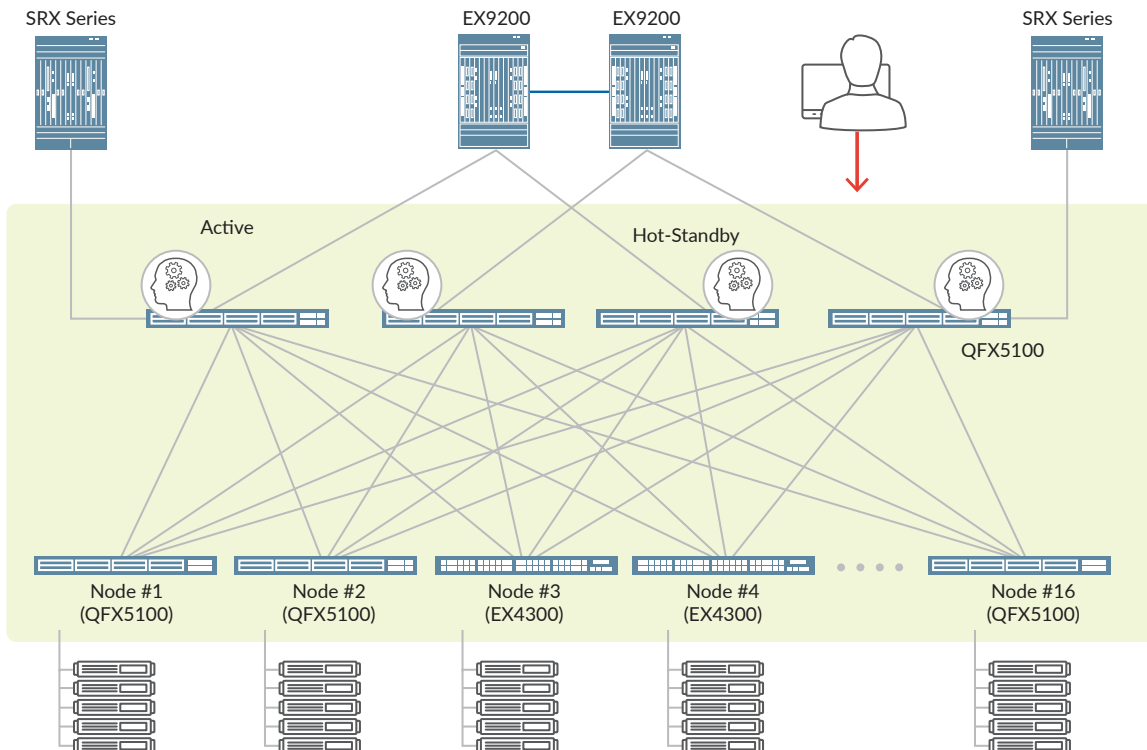 SRX Series
EX9200
EX9200
SRX Series
Active
Hot-Standby
QFX5100
Node #1
(QFX5100)
Node #2
(QFX5100)
Node #3
(EX4300)
Node #4
(EX4300)
Node #16
(QFX5100)